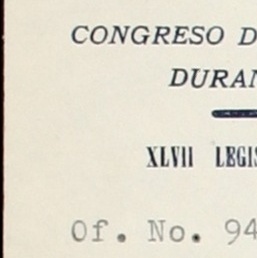 CONGRESO D
DURAN
XLVII LEGIS
Of. No. 94